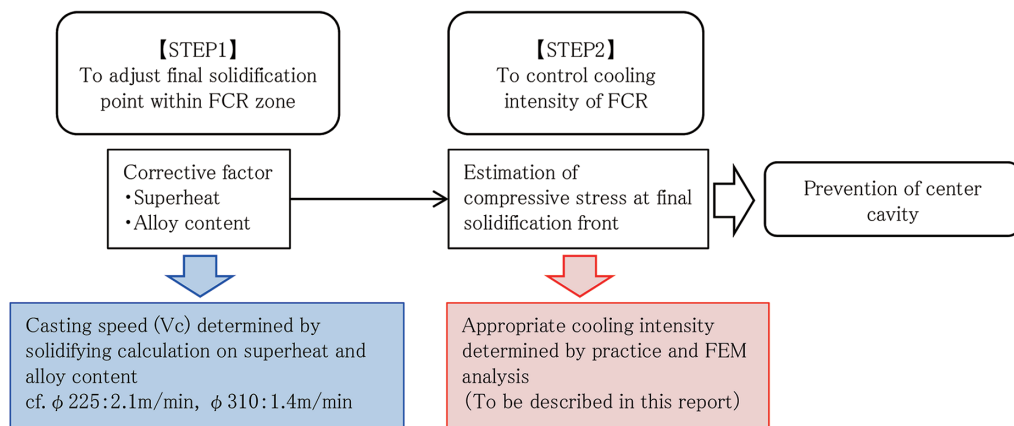 【STEP1】
To adjust final solidification
point within FCR zone
【STEP2】
To control cooling
intensity of FCR
Corrective factor
・Superheat
・Alloy content
Estimation of
compressive stress at final
solidification front
Prevention of center
cavity
Casting speed (Vc) determined by
solidifying calculation on superheat and
alloy content
cf. φ 225:2.1m/min, φ 310:1.4m/min
Appropriate cooling intensity
determined by practice and FEM
analysis
(To be described in this report)